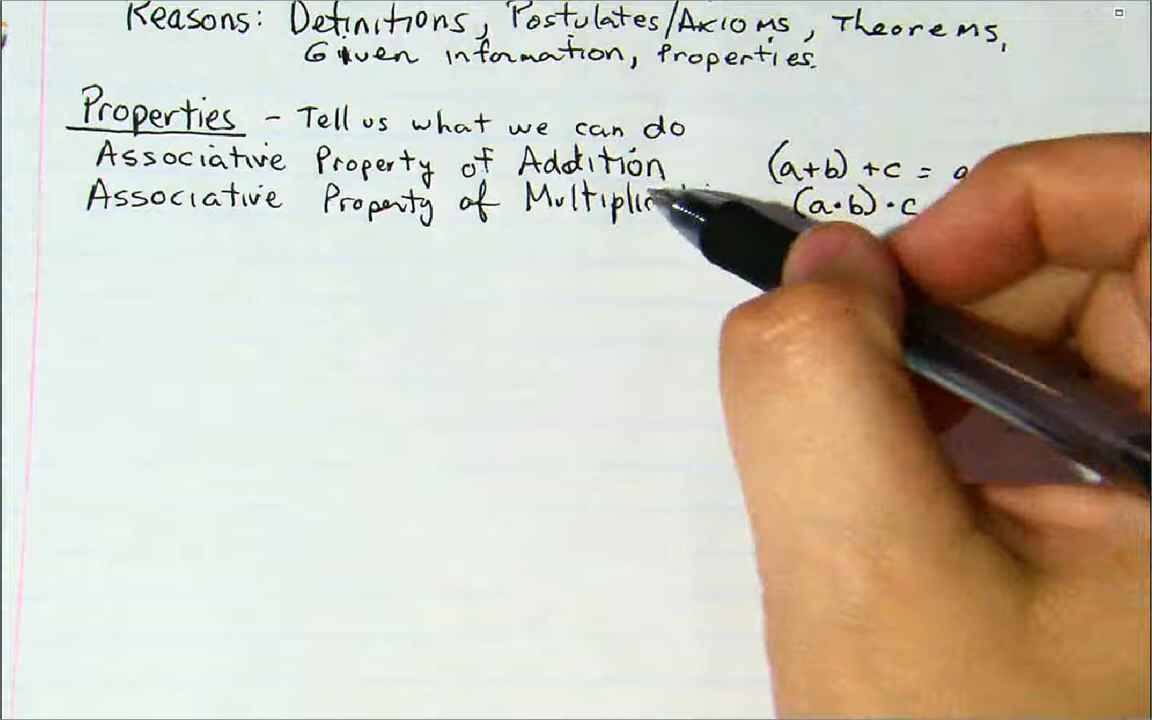 Reasons: Definitions, Postulates/Axioms, Theorems,
Given information, Properties.
Properties - Tell us what we can do
Associative Property of Addition (a+b) +c =
Associative Property of (a•b)•c